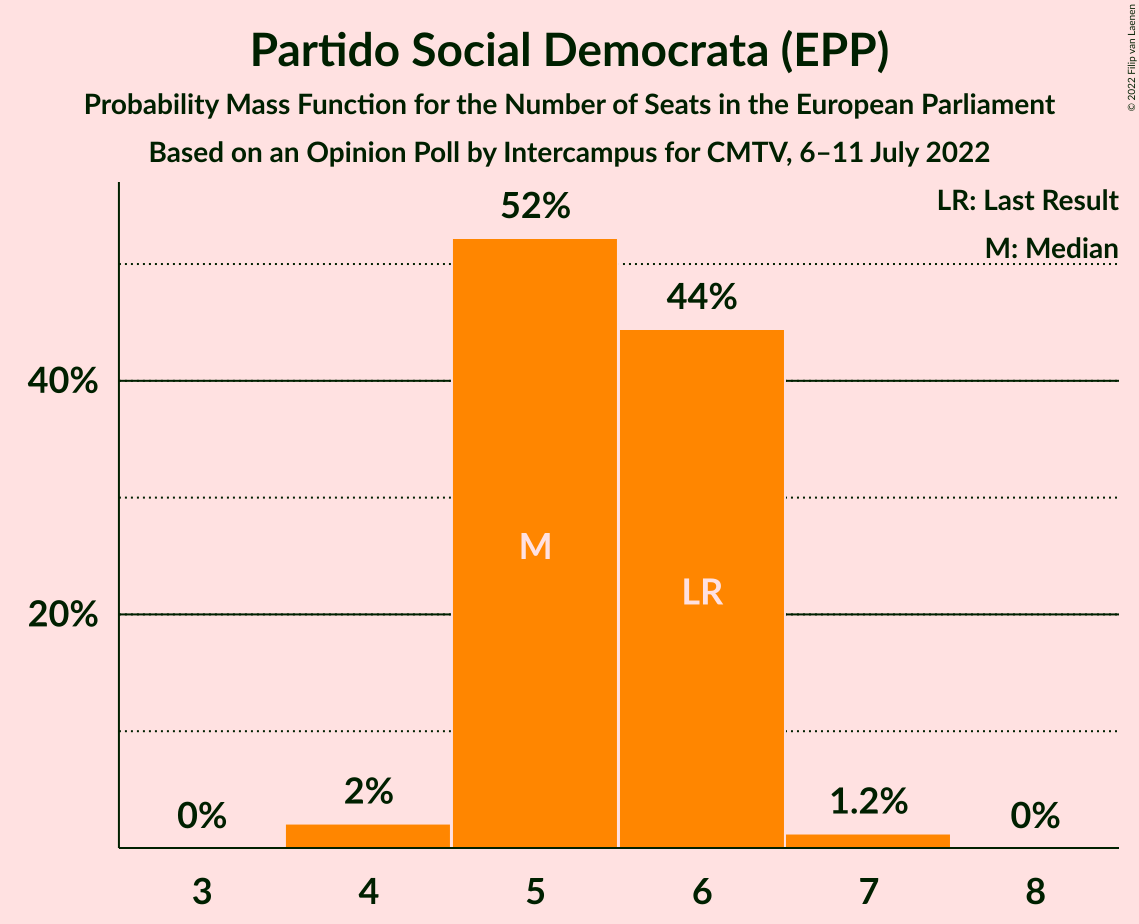 Partido Social Democrata (EPP)
Probability Mass Function for the Number of Seats in the European Parliament
Based on an Opinion Poll by Intercampus for CMTV, 6–11 July 2022
© 2022 Filip van Laenen
LR: Last Result
M: Median
52%
44%
40%
M
LR
20%
2%
1.2%
0%
0%
3 4 5 6 7 8